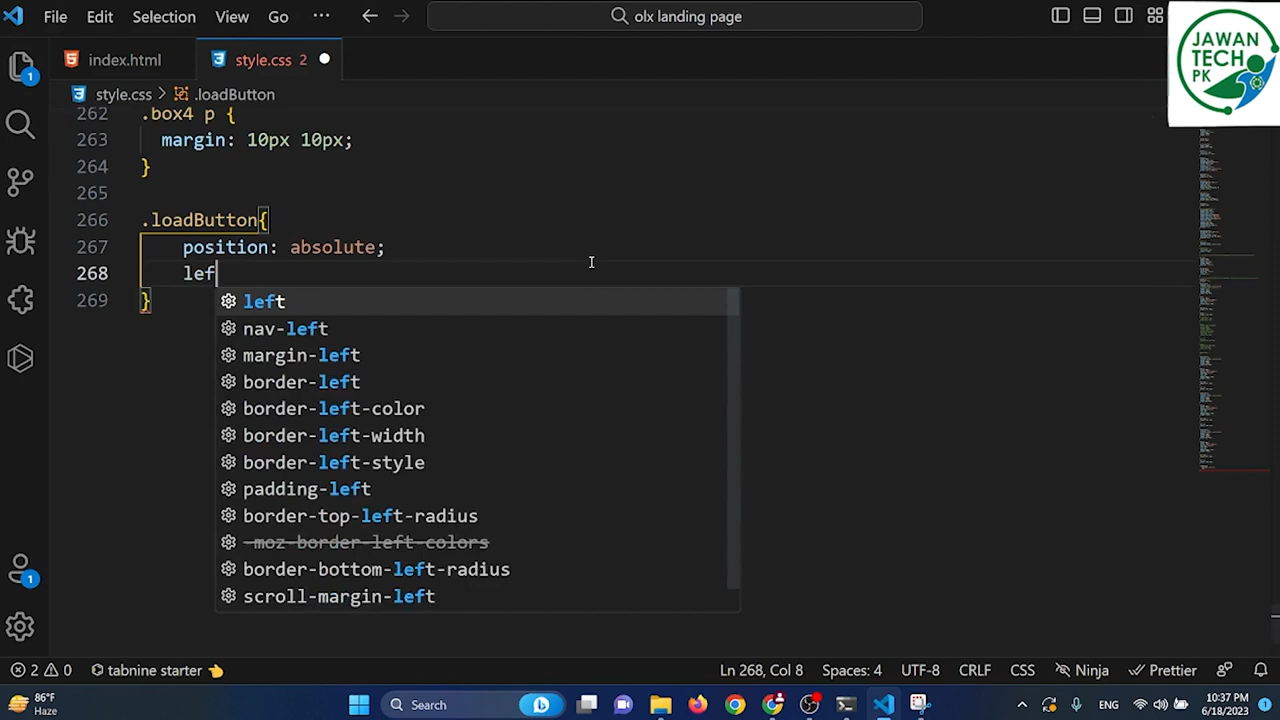 File Edit Selection View Go ··· olx landing page
JAWAN
TECH
PK
index.html style.css 2
style.css > .loadButton
262 .box4 p {
263 margin: 10px 10px;
264 }
265
266 .loadButton{
267 position: absolute;
268 lef
269 }
left
nav-left
margin-left
border-left
border-left-color
border-left-width
border-left-style
padding-left
border-top-left-radius
-moz-border-left-colors
border-bottom-left-radius
scroll-margin-left
1
1
2 0 tabnine starter 👈 Ln 268, Col 8 Spaces: 4 UTF-8 CRLF CSS Ninja Prettier
86°F
Haze
Search
ENG
10:37 PM
6/18/2023
1